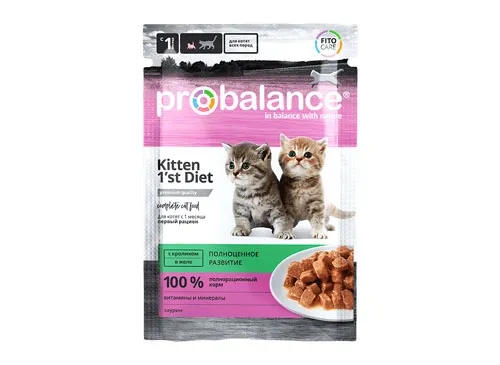 с 1
для котят
всех пород
FITO
CARE
probalance®
in balance with nature
Kitten
1'st Diet
premium quality
complete cat food
для котят с 1 месяца
первый рацион
с кроликом
в желе
ПОЛНОЦЕННОЕ
РАЗВИТИЕ
100 %
полнорационный
корм
витамины и минералы
таурин